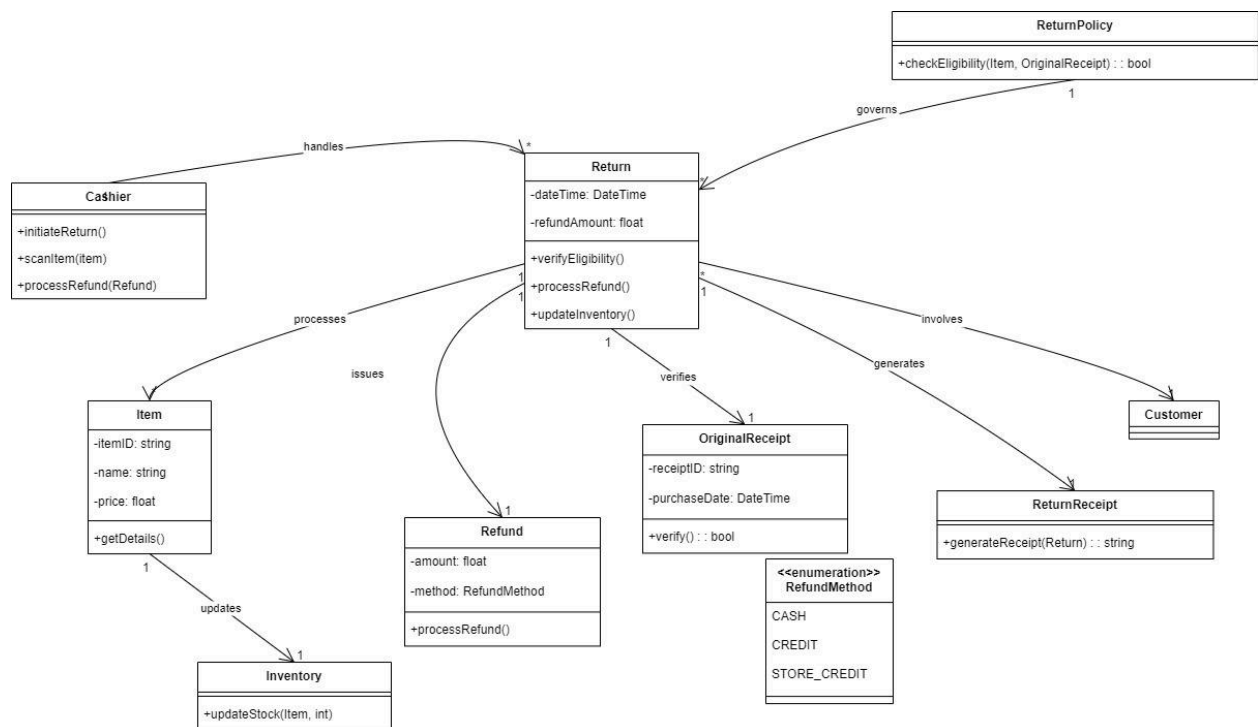 ReturnPolicy
+checkEligibility(Item, OriginalReceipt) : : bool
1
governs
handles
*
*
Return
-dateTime: DateTime
-refundAmount: float
+verifyEligibility()
+processRefund()
+updateInventory()
1
1
*
1
1
Cashier
1
+initiateReturn()
+scanItem(item)
+processRefund(Refund)
processes
issues
verifies
involves
generates
Item
-itemID: string
-name: string
-price: float
+getDetails()
1
updates
1
Inventory
+updateStock(Item, int)
1
Refund
-amount: float
-method: RefundMethod
+processRefund()
1
OriginalReceipt
-receiptID: string
-purchaseDate: DateTime
+verify() : : bool
1
Customer
1
ReturnReceipt
+generateReceipt(Return) : : string
<<enumeration>>
RefundMethod
CASH
CREDIT
STORE_CREDIT